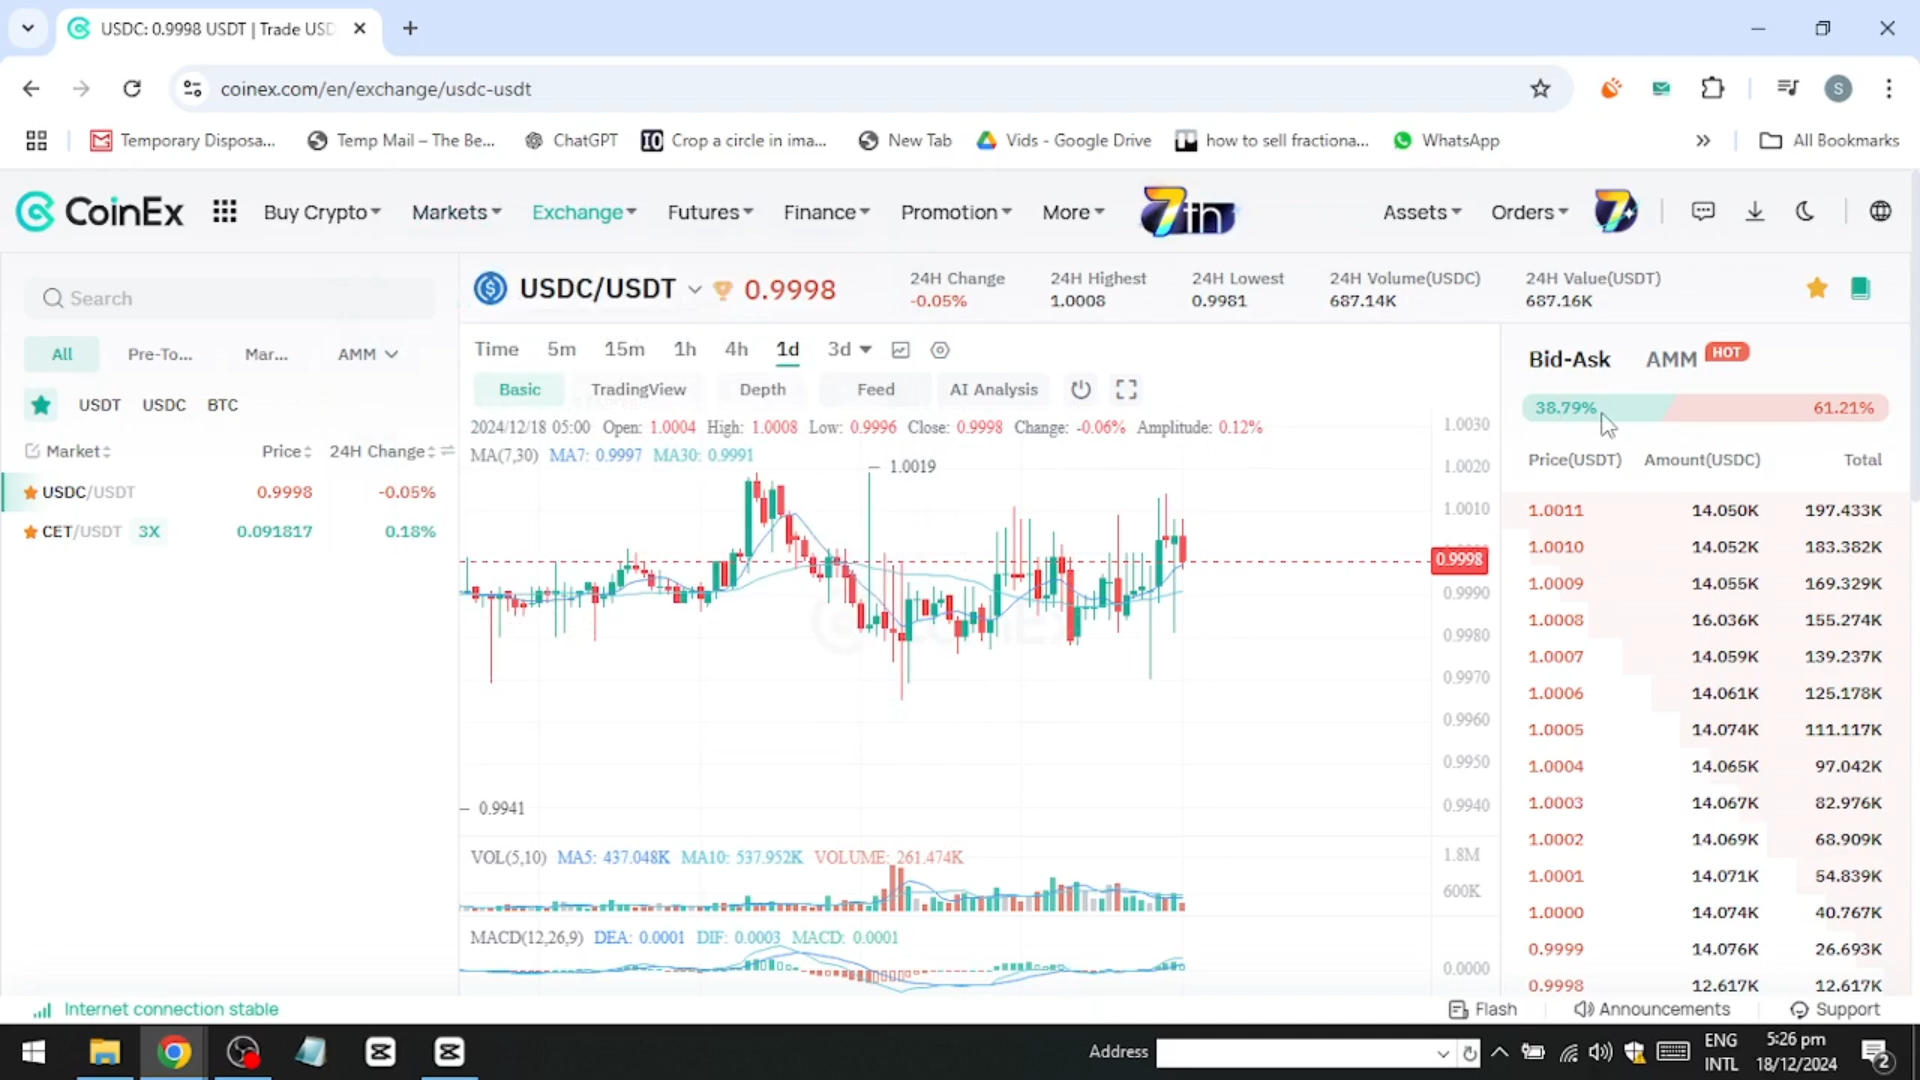 USDC: 0.9998 USDT | Trade USD
coinex.com/en/exchange/usdc-usdt
S
Temporary Disposa...
Temp Mail – The Be...
ChatGPT
Crop a circle in ima...
New Tab
Vids - Google Drive
how to sell fractiona...
WhatsApp
»
All Bookmarks
CoinEx
Buy Crypto
Markets
Exchange
Futures
Finance
Promotion
More
7th
Assets
Orders
7
Search
USDC/USDT
0.9998
24H Change
-0.05%
24H Highest
1.0008
24H Lowest
0.9981
24H Volume(USDC)
687.14K
24H Value(USDT)
687.16K
All
Pre-To...
Mar...
AMM
USDT
USDC
BTC
Market
Price
24H Change
USDC/USDT
0.9998
-0.05%
CET/USDT
3X
0.091817
0.18%
Time
5m
15m
1h
4h
1d
3d
Basic
TradingView
Depth
Feed
AI Analysis
2024/12/18 05:00 Open: 1.0004 High: 1.0008 Low: 0.9996 Close: 0.9998 Change: -0.06% Amplitude: 0.12%
MA(7,30) MA7: 0.9997 MA30: 0.9991
1.0019
0.9941
1.0030
1.0020
1.0010
0.9998
0.9990
0.9980
0.9970
0.9960
0.9950
0.9940
VOL(5,10) MA5: 437.048K MA10: 537.952K VOLUME: 261.474K
1.8M
600K
MACD(12,26,9) DEA: 0.0001 DIF: 0.0003 MACD: 0.0001
0.0000
Bid-Ask
AMM
HOT
38.79%
61.21%
Price(USDT) Amount(USDC) Total
1.0011 14.050K 197.433K
1.0010 14.052K 183.382K
1.0009 14.055K 169.329K
1.0008 16.036K 155.274K
1.0007 14.059K 139.237K
1.0006 14.061K 125.178K
1.0005 14.074K 111.117K
1.0004 14.065K 97.042K
1.0003 14.067K 82.976K
1.0002 14.069K 68.909K
1.0001 14.071K 54.839K
1.0000 14.074K 40.767K
0.9999 14.076K 26.693K
0.9998 12.617K 12.617K
Internet connection stable
Flash
Announcements
Support
Address
ENG
INTL
5:26 pm
18/12/2024
2